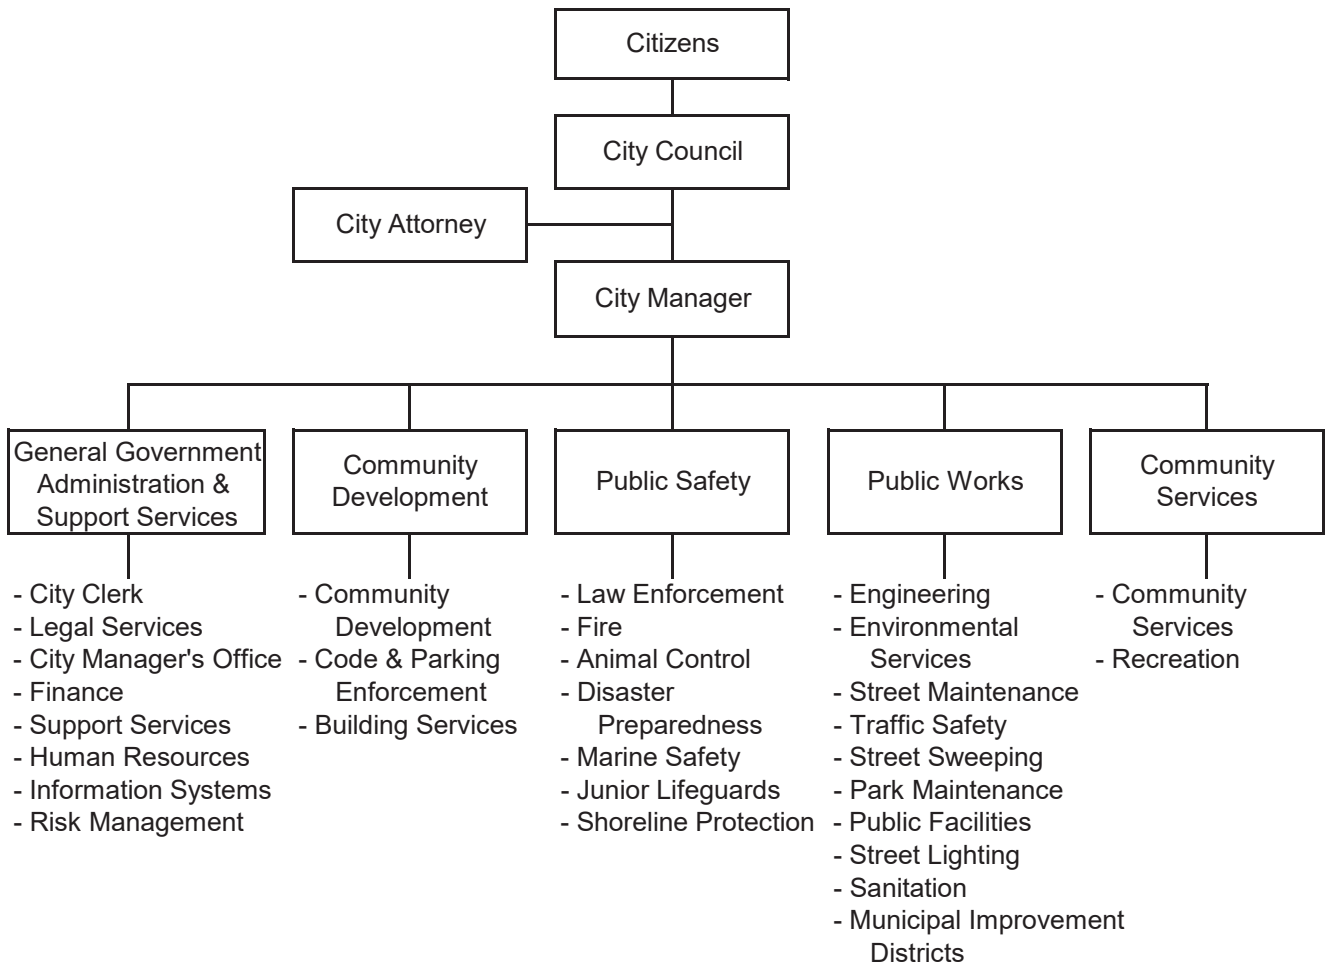 Citizens
City Council
City Attorney
City Manager
General Government
Administration &
Support Services
Community
Development
Public Safety
Public Works
Community
Services
- City Clerk
- Legal Services
- City Manager's Office
- Finance
- Support Services
- Human Resources
- Information Systems
- Risk Management
- Community
Development
- Code & Parking
Enforcement
- Building Services
- Law Enforcement
- Fire
- Animal Control
- Disaster
Preparedness
- Marine Safety
- Junior Lifeguards
- Shoreline Protection
- Engineering
- Environmental
Services
- Street Maintenance
- Traffic Safety
- Street Sweeping
- Park Maintenance
- Public Facilities
- Street Lighting
- Sanitation
- Municipal Improvement
Districts
- Community
Services
- Recreation